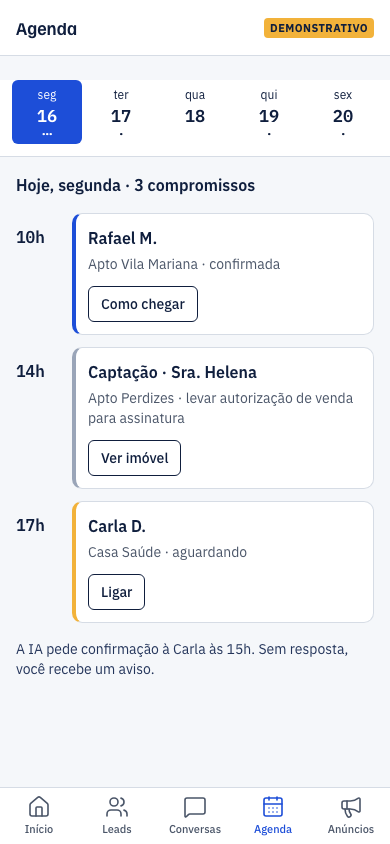 Agenda
DEMONSTRATIVO
seg ter qua qui sex
16 17 18 19 20
Hoje, segunda · 3 compromissos
10h
Rafael M.
Apto Vila Mariana · confirmada
Como chegar
14h
Captação · Sra. Helena
Apto Perdizes · levar autorização de venda
para assinatura
Ver imóvel
17h
Carla D.
Casa Saúde · aguardando
Ligar
A IA pede confirmação à Carla às 15h. Sem resposta,
você recebe um aviso.
Início Leads Conversas Agenda Anúncios